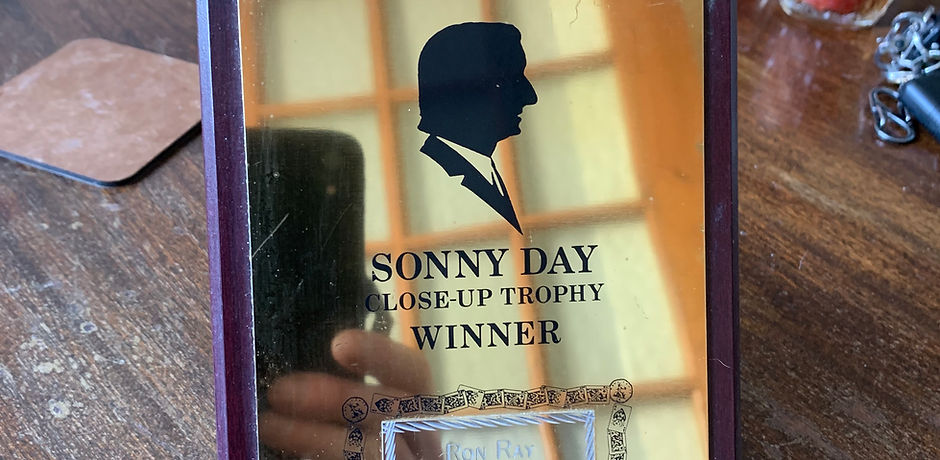 SONNY DAY
CLOSE-UP TROPHY
WINNER
RON RAY